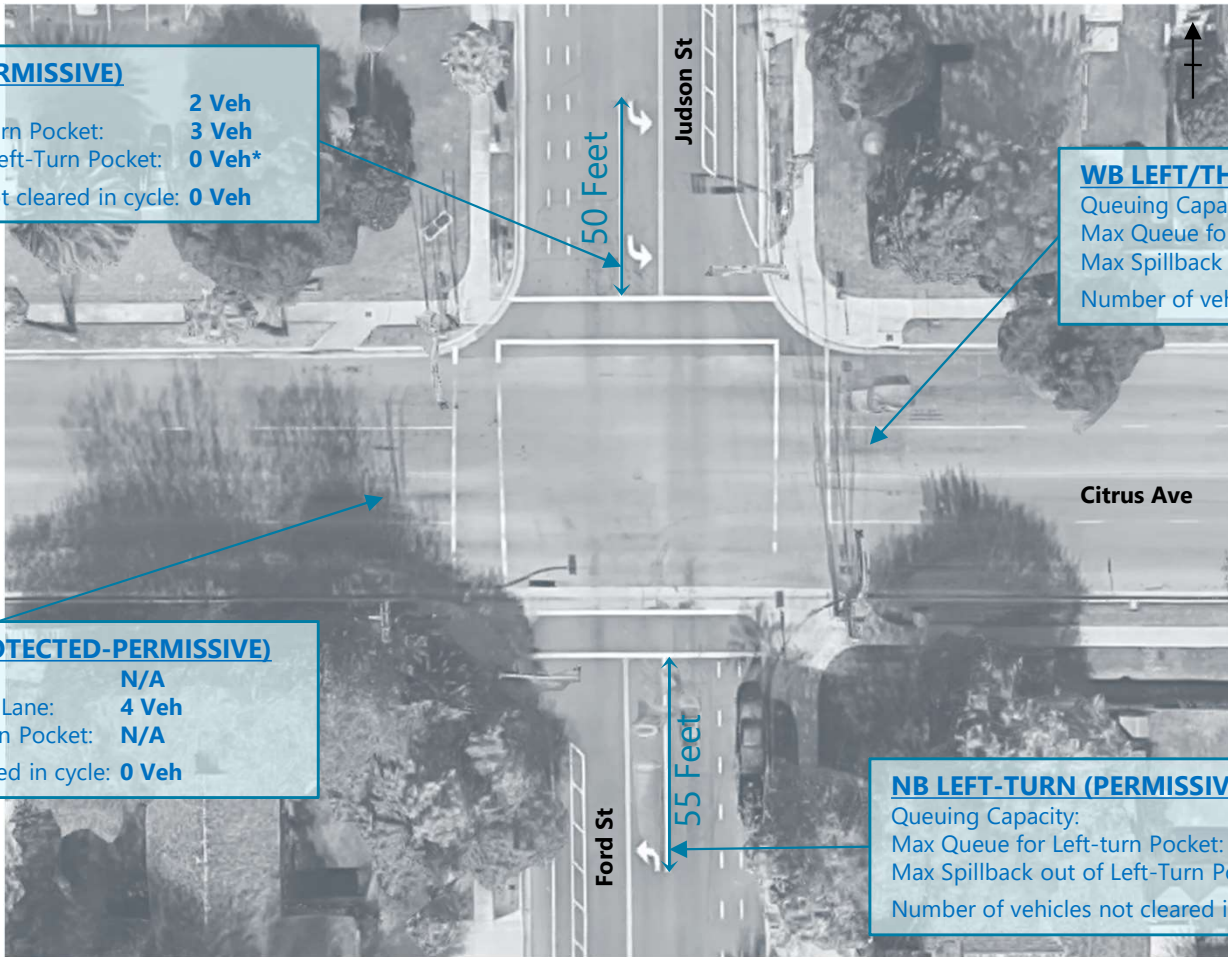 RMISSIVE)
2 Veh
rn Pocket: 3 Veh
eft-Turn Pocket: 0 Veh*
t cleared in cycle: 0 Veh
50 Feet
Judson St
WB LEFT/TH
Queuing Capa
Max Queue fo
Max Spillback
Number of veh
Citrus Ave
OTECTED-PERMISSIVE)
N/A
Lane: 4 Veh
n Pocket: N/A
ed in cycle: 0 Veh
55 Feet
Ford St
NB LEFT-TURN (PERMISSIV
Queuing Capacity:
Max Queue for Left-turn Pocket:
Max Spillback out of Left-Turn Po
Number of vehicles not cleared i